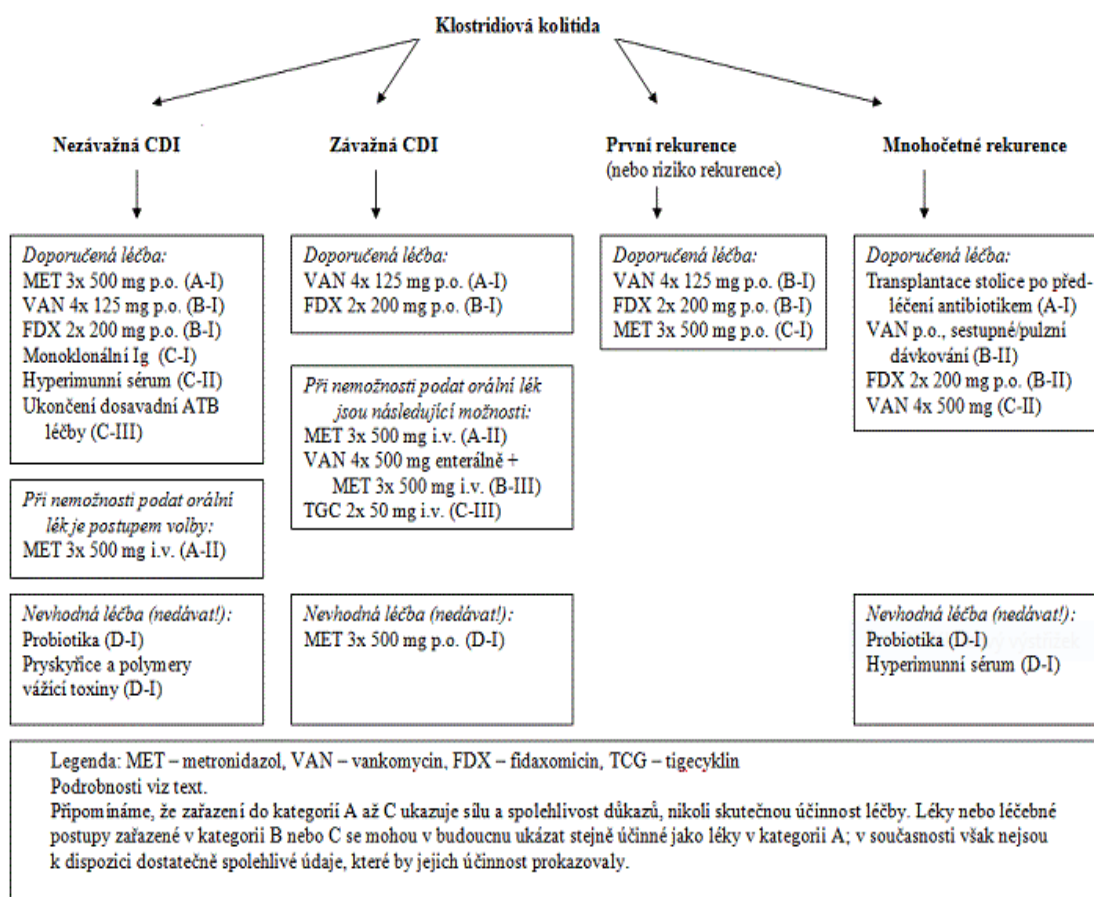 Klostridiová kolitida
Nezávažná CDI
Závažná CDI
První rekurence
(nebo riziko rekurence)
Mnohočetné rekurence
Doporučená léčba:
MET 3x 500 mg p.o. (A-I)
VAN 4x 125 mg p.o. (B-I)
FDX 2x 200 mg p.o. (B-I)
Monoklonální Ig (C-I)
Hyperimunní sérum (C-II)
Ukončení dosavadní ATB
léčby (C-III)
Při nemožnosti podat orální
lék je postupem volby:
MET 3x 500 mg i.v. (A-II)
Nevhodná léčba (nedávat!):
Probiotika (D-I)
Pryskyřice a polymery
vážící toxiny (D-I)
Doporučená léčba:
VAN 4x 125 mg p.o. (A-I)
FDX 2x 200 mg p.o. (B-I)
Při nemožnosti podat orální lék
jsou následující možnosti:
MET 3x 500 mg i.v. (A-II)
VAN 4x 500 mg enterálně +
MET 3x 500 mg i.v. (B-III)
TGC 2x 50 mg i.v. (C-III)
Nevhodná léčba (nedávat!):
MET 3x 500 mg p.o. (D-I)
Doporučená léčba:
VAN 4x 125 mg p.o. (B-I)
FDX 2x 200 mg p.o. (B-I)
MET 3x 500 mg p.o. (C-I)
Doporučená léčba:
Transplantace stolice po před-
léčení antibiotikem (A-I)
VAN p.o., sestupné/pulzní
dávkování (B-II)
FDX 2x 200 mg p.o. (B-II)
VAN 4x 500 mg (C-II)
Nevhodná léčba (nedávat!):
Probiotika (D-I)
Hyperimunní sérum (D-I)
výstřižek
Legenda: MET – metronidazol, VAN – vankomycin, FDX – fidaxomicin, TCG – tigecyklin
Podrobnosti viz text.
Připomínáme, že zařazení do kategorií A až C ukazuje sílu a spolehlivost důkazů, nikoli skutečnou účinnost léčby. Léky nebo léčebné
postupy zařazené v kategorii B nebo C se mohou v budoucnu ukázat stejně účinné jako léky v kategorii A; v současnosti však nejsou
k dispozici dostatečně spolehlivé údaje, které by jejich účinnost prokazovaly.